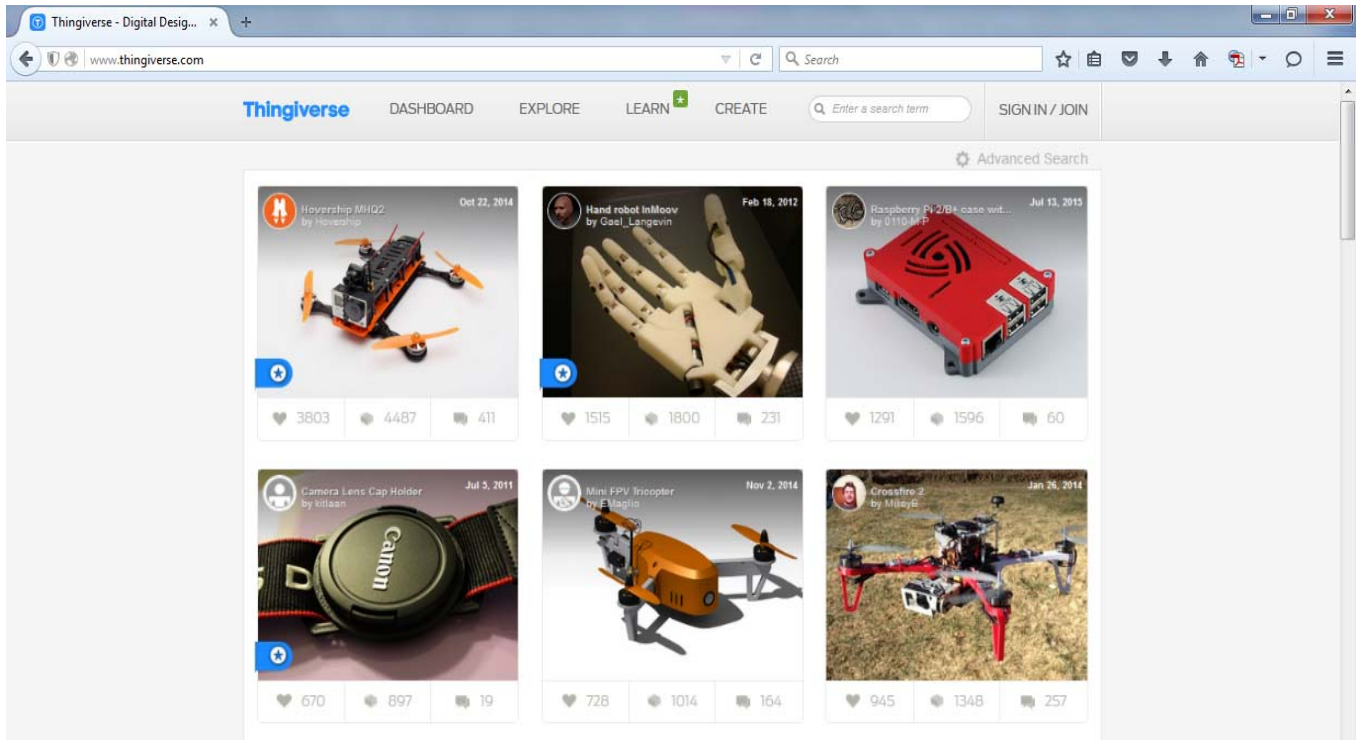 Thingiverse - Digital Desig...
www.thingiverse.com
Search
Thingiverse DASHBOARD EXPLORE LEARN CREATE Enter a search term SIGN IN / JOIN
Advanced Search
Hovership MHQ2
by Hovership
Oct 22, 2014
Hand robot InMoov
by Gael_Langevin
Feb 18, 2012
Raspberry Pi 2/B+ case wit...
by 0110-M-P
Jul 13, 2015
3803 4487 411
1515 1800 231
1291 1596 60
Camera Lens Cap Holder
by kitlaan
Jul 5, 2011
Canon
Mini FPV Tricopter
by EMaglio
Nov 2, 2014
Crossfire 2
by MikeyB
Jan 26, 2014
670 897 19
728 1014 164
945 1348 257